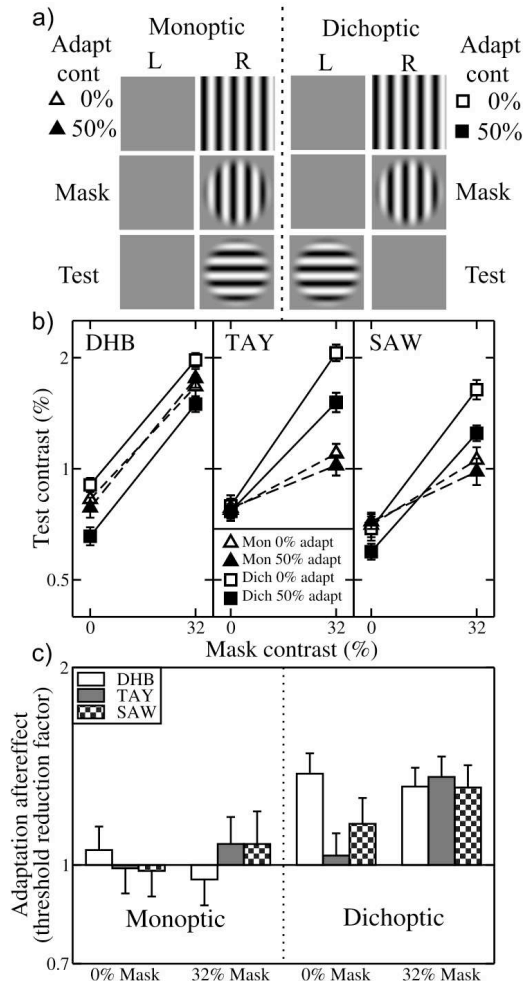 a)
Monoptic
Dichoptic
Adapt
cont
L
R
L
R
Adapt
cont
0%
50%
0%
50%
Mask
Mask
Test
Test
b)
DHB
TAY
SAW
2
1
0.5
Test contrast (%)
Mon 0% adapt
Mon 50% adapt
Dich 0% adapt
Dich 50% adapt
0
32
0
32
0
32
Mask contrast (%)
c)
2
1
0.7
Adaptation aftereffect
(threshold reduction factor)
DHB
TAY
SAW
Monoptic
Dichoptic
0% Mask
32% Mask
0% Mask
32% Mask